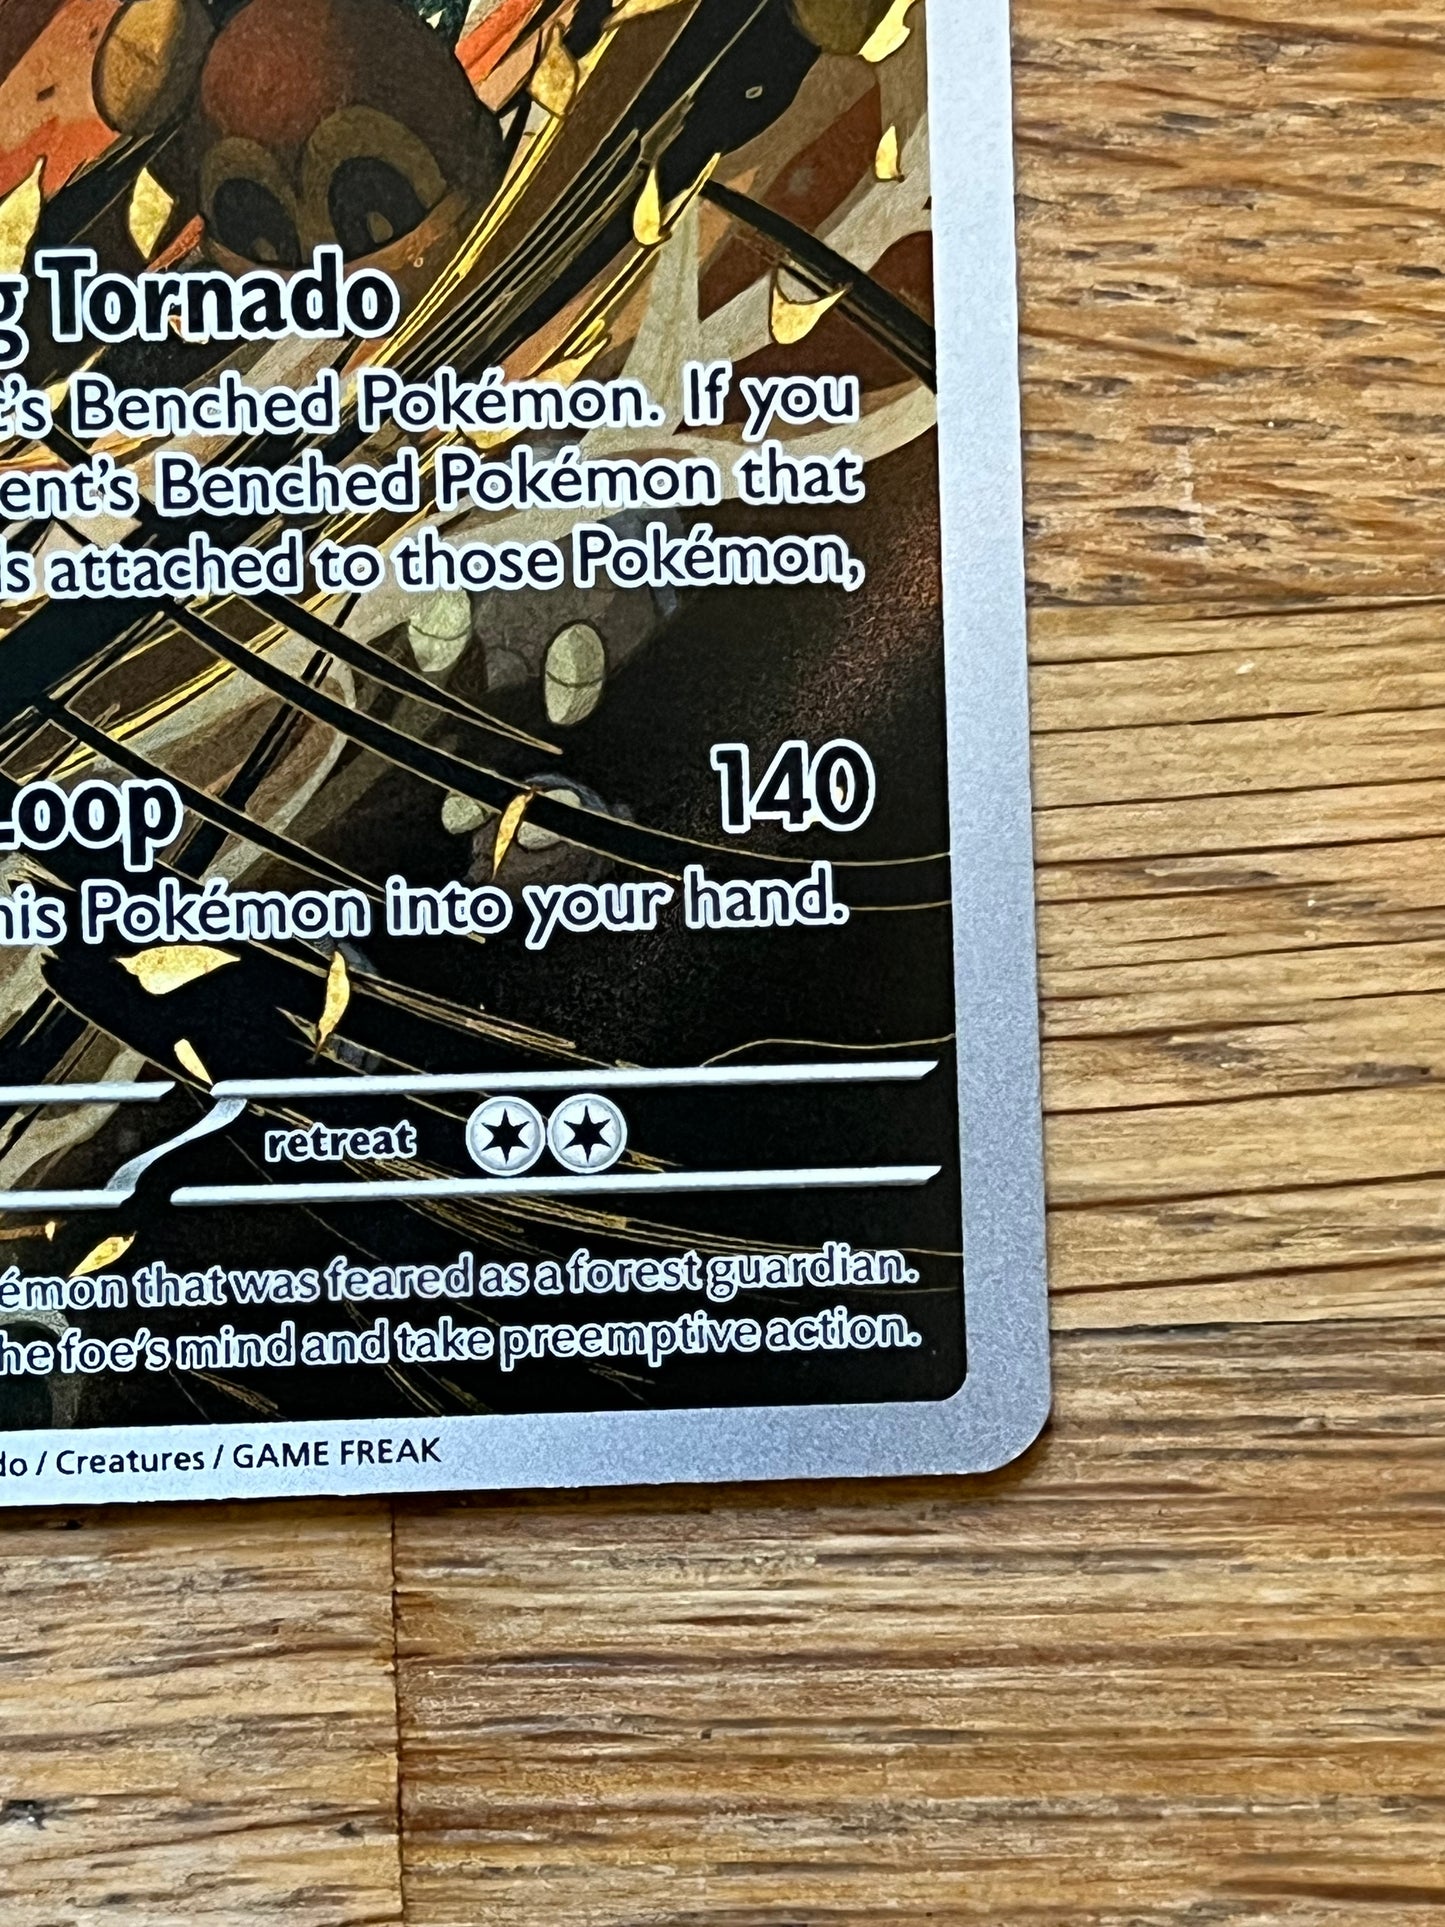 Tornado
's Benched Pokémon. If you
ent's Benched Pokémon that
attached to those Pokémon,
Loop 140
his Pokémon into your hand.
retreat
émon that was feared as a forest guardian.
he foe's mind and take preemptive action.
do / Creatures / GAME FREAK